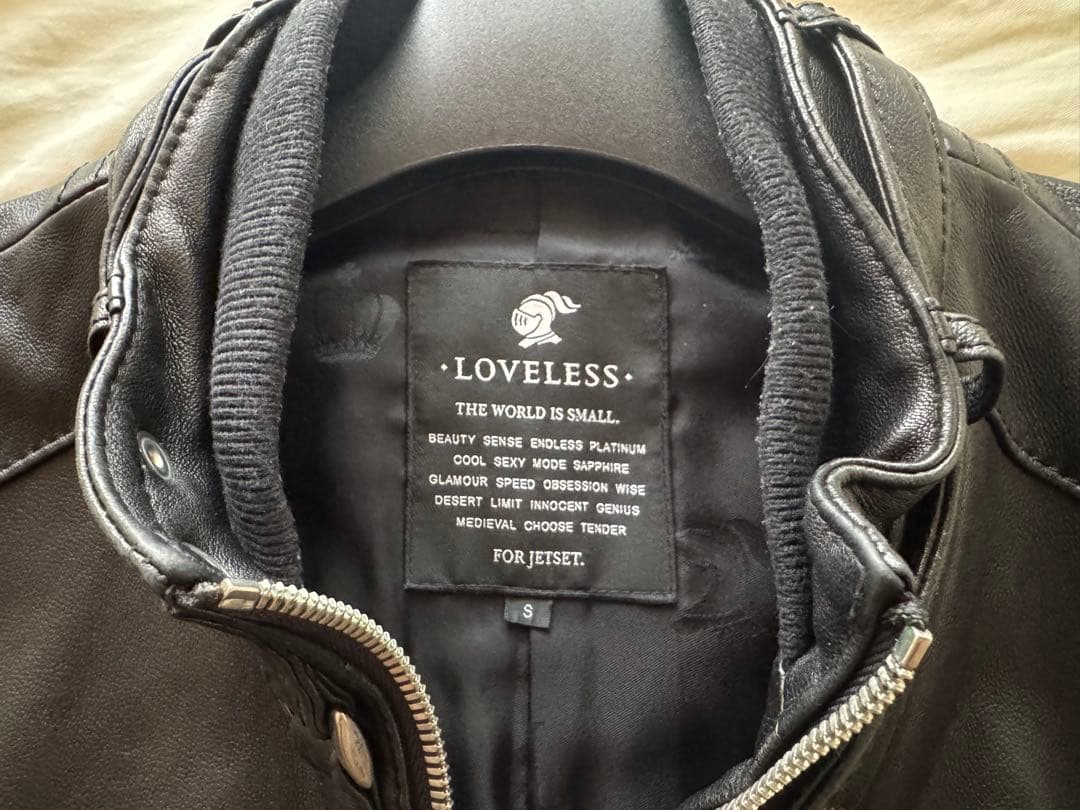 ·LOVELESS·
THE WORLD IS SMALL.
BEAUTY SENSE ENDLESS PLATINUM
COOL SEXY MODE SAPPHIRE
GLAMOUR SPEED OBSESSION WISE
DESERT LIMIT INNOCENT GENIUS
MEDIEVAL CHOOSE TENDER
FOR JETSET.
S